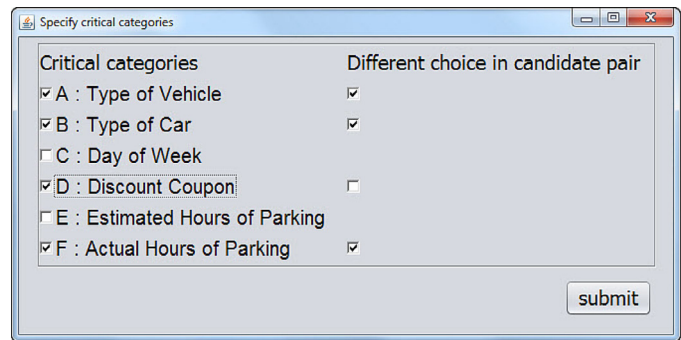 Specify critical categories
Critical categories Different choice in candidate pair
A : Type of Vehicle
B : Type of Car
C : Day of Week
D : Discount Coupon
E : Estimated Hours of Parking
F : Actual Hours of Parking
submit